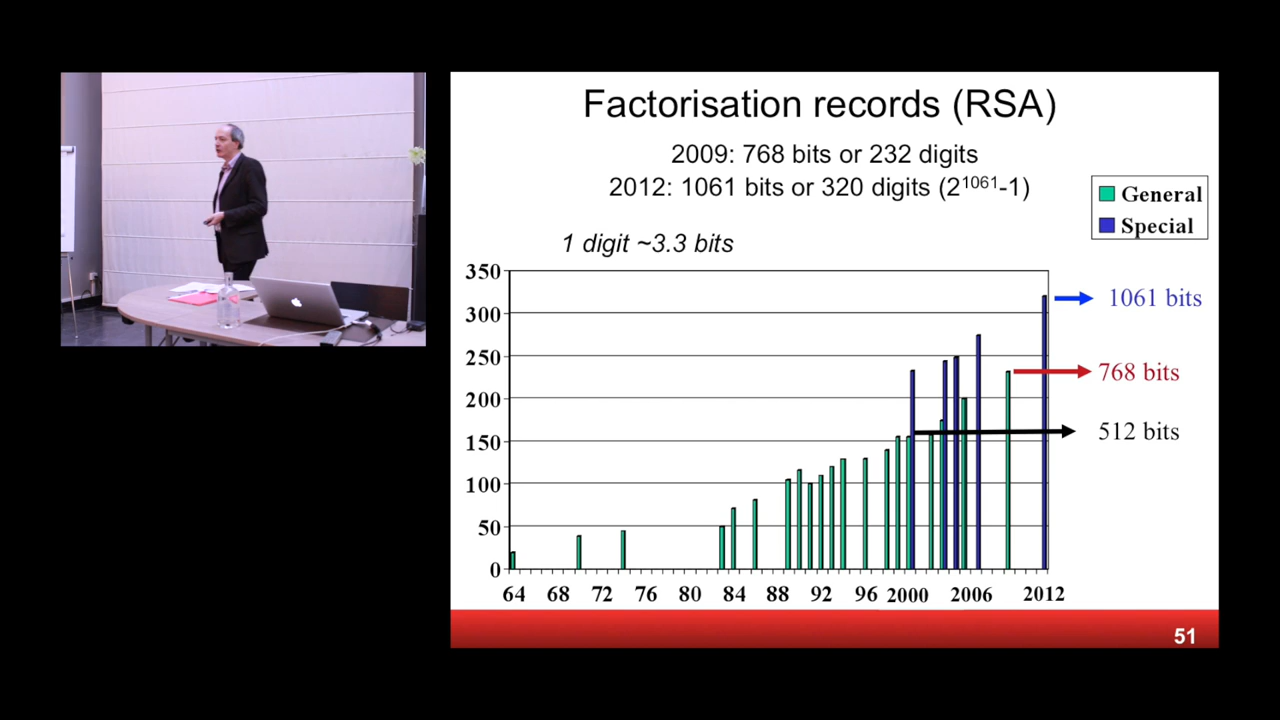 Factorisation records (RSA)
2009: 768 bits or 232 digits
2012: 1061 bits or 320 digits (2¹⁰⁶¹-1)
General
Special
1 digit ~3.3 bits
350
300
250
200
150
100
50
0
1061 bits
768 bits
512 bits
64 68 72 76 80 84 88 92 96 2000 2006 2012
51